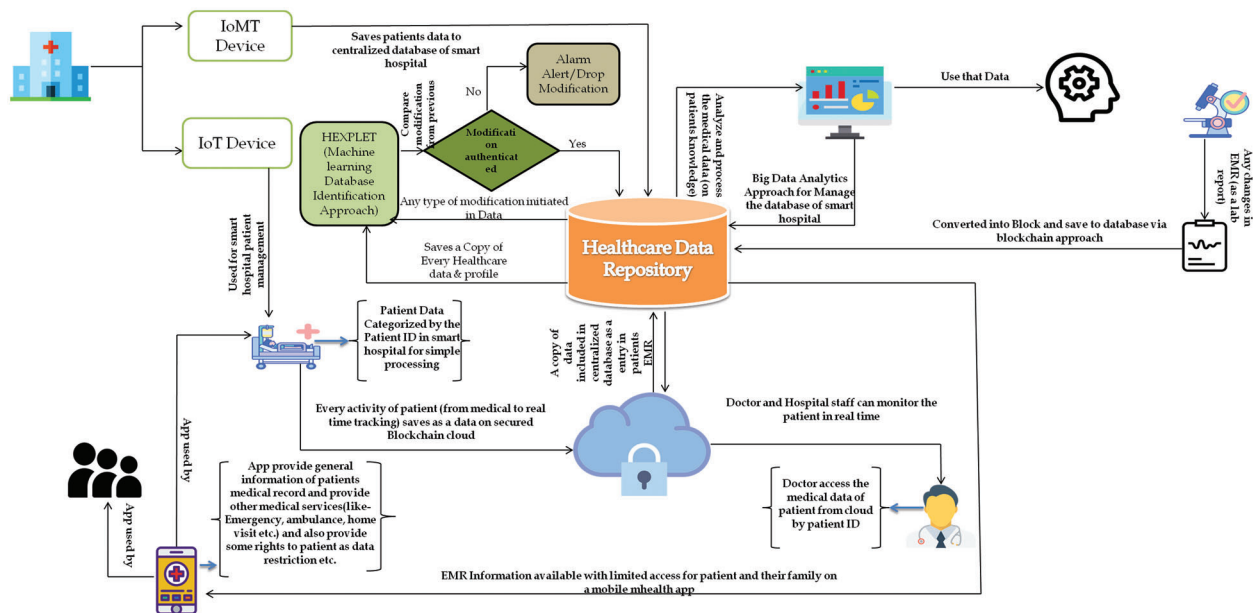 IoMT
Device
Saves patients data to
centralized database of smart
hospital
Alarm
Alert/Drop
Modification
No
Compare
modification
from previous
IoT Device
HEXPLET
(Machine
learning
Database
Identification
Approach)
Modificati
on
authenticat
ed
Yes
Any type of modification initiated
in Data
Saves a Copy of
Every Healthcare
data & profile
Healthcare Data
Repository
Analyze and process
the medical data (on
patients knowledge)
Use that Data
Big Data Analytics
Approach for Manage
the database of smart
hospital
Any changes in
EMR (as a lab
report)
Converted into Block and save to database via
blockchain approach
Used for smart
hospital patient
management
Patient Data
Categorized by the
Patient ID in smart
hospital for simple
processing
A copy of
data
included in
centralized
database as a
entry in
patients
EMR
Every activity of patient (from medical to real
time tracking) saves as a data on secured
Blockchain cloud
Doctor and Hospital staff can monitor the
patient in real time
Doctor access the
medical data of
patient from cloud
by patient ID
App used by
App used by
App provide general
information of patients
medical record and provide
other medical services(like-
Emergency, ambulance, home
visit etc.) and also provide
some rights to patient as data
restriction etc.
EMR Information available with limited access for patient and their family on
a mobile mhealth app